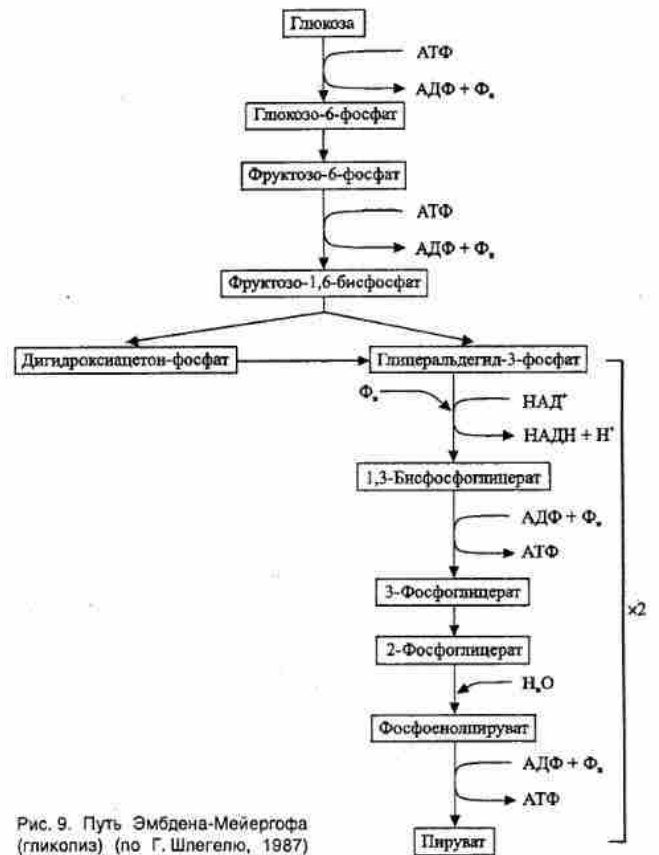 Глюкоза
АТФ
АДФ + Фн
Глюкозо-6-фосфат
Фруктозо-6-фосфат
АТФ
АДФ + Фн
Фруктозо-1,6-бисфосфат
Дигидроксиацетон-фосфат
Глицеральдегид-3-фосфат
Фн
НАД⁺
НАДН + Н⁺
1,3-Бисфосфоглицерат
АДФ + Фн
АТФ
3-Фосфоглицерат
×2
2-Фосфоглицерат
НнО
Фосфоенолпируват
АДФ + Фн
АТФ
Пируват
Рис. 9. Путь Эмбдена-Мейергофа
(гликолиз) (по Г. Шлегелю, 1987)